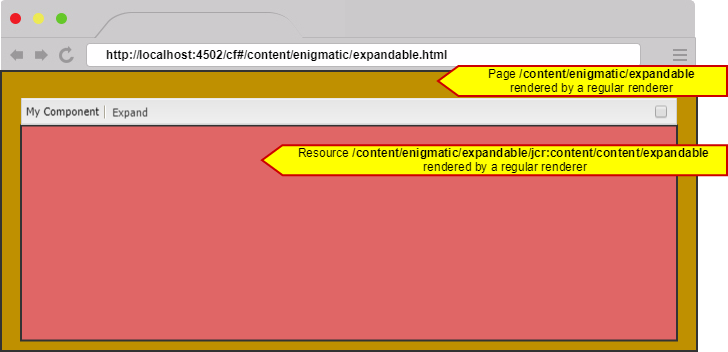 http://localhost:4502/cf#/content/enigmatic/expandable.html
Page /content/enigmatic/expandable
rendered by a regular renderer
My Component | Expand
Resource /content/enigmatic/expandable/jcr:content/content/expandable
rendered by a regular renderer